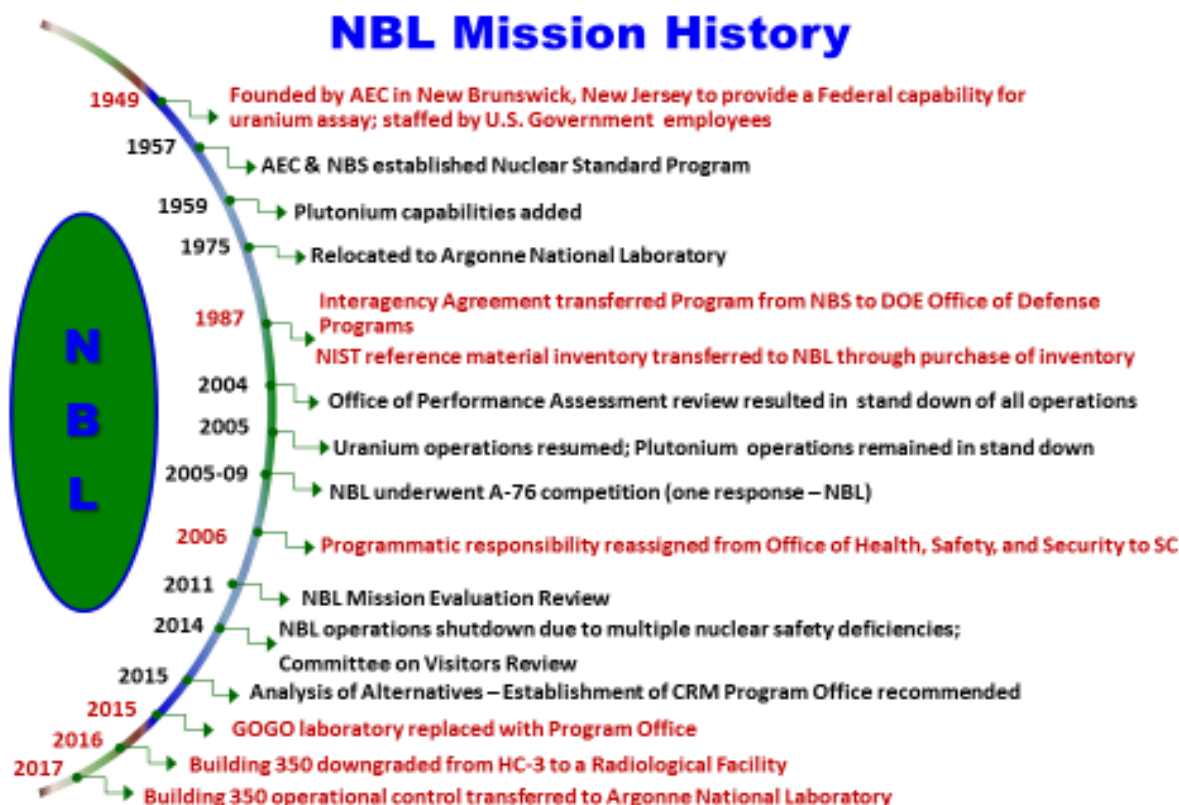 NBL Mission History
1949
Founded by AEC in New Brunswick, New Jersey to provide a Federal capability for
uranium assay; staffed by U.S. Government employees
1957
AEC & NBS established Nuclear Standard Program
1959
Plutonium capabilities added
1975
Relocated to Argonne National Laboratory
1987
Interagency Agreement transferred Program from NBS to DOE Office of Defense
Programs
NIST reference material inventory transferred to NBL through purchase of inventory
2004
Office of Performance Assessment review resulted in stand down of all operations
2005
Uranium operations resumed; Plutonium operations remained in stand down
2005-09
NBL underwent A-76 competition (one response – NBL)
2006
Programmatic responsibility reassigned from Office of Health, Safety, and Security to SC
2011
NBL Mission Evaluation Review
2014
NBL operations shutdown due to multiple nuclear safety deficiencies;
Committee on Visitors Review
2015
Analysis of Alternatives – Establishment of CRM Program Office recommended
2015
GOGO laboratory replaced with Program Office
2016
Building 350 downgraded from HC-3 to a Radiological Facility
2017
Building 350 operational control transferred to Argonne National Laboratory
N
B
L